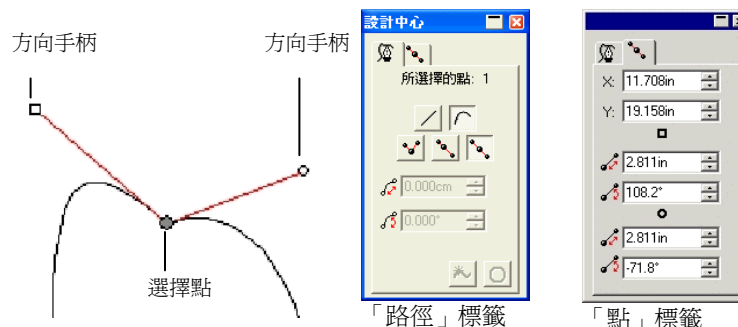 方向手柄
方向手柄
選擇點
設計中心
所選擇的點: 1
0.000cm
0.000°
「路徑」標籤
X: 11.708in
Y: 19.158in
2.811in
108.2°
2.811in
-71.8°
「點」標籤